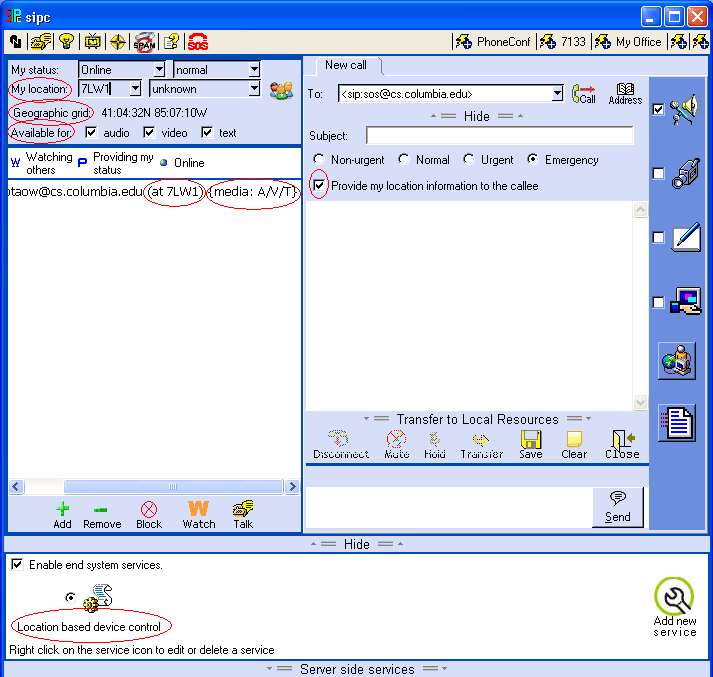 sipc
SPAM
SOS
PhoneConf
7133
My Office
My status: Online normal
My location: 7LW1 unknown
Geographic grid: 41:04:32N 85:07:10W
Available for: audio video text
W Watching others
P Providing my status
Online
otaow@cs.columbia.edu (at 7LW1) {media: A/V/T}
Add
Remove
Block
W Watch
Talk
New call
To: <sip:sos@cs.columbia.edu>
Call
Address
Hide
Subject:
Non-urgent Normal Urgent Emergency
Provide my location information to the callee
Transfer to Local Resources
Disconnect Mute Hold Transfer Save Clear Close
Send
Hide
Enable end system services.
Location based device control
Add new
service
Right click on the service icon to edit or delete a service
Server side services